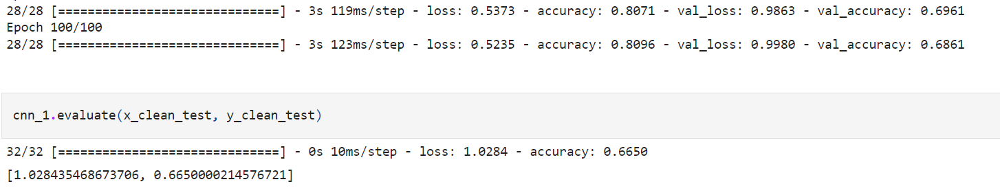 28/28 [==============================] - 3s 119ms/step - loss: 0.5373 - accuracy: 0.8071 - val_loss: 0.9863 - val_accuracy: 0.6961
Epoch 100/100
28/28 [==============================] - 3s 123ms/step - loss: 0.5235 - accuracy: 0.8096 - val_loss: 0.9980 - val_accuracy: 0.6861
cnn_1.evaluate(x_clean_test, y_clean_test)
32/32 [==============================] - 0s 10ms/step - loss: 1.0284 - accuracy: 0.6650
[1.028435468673706, 0.6650000214576721]